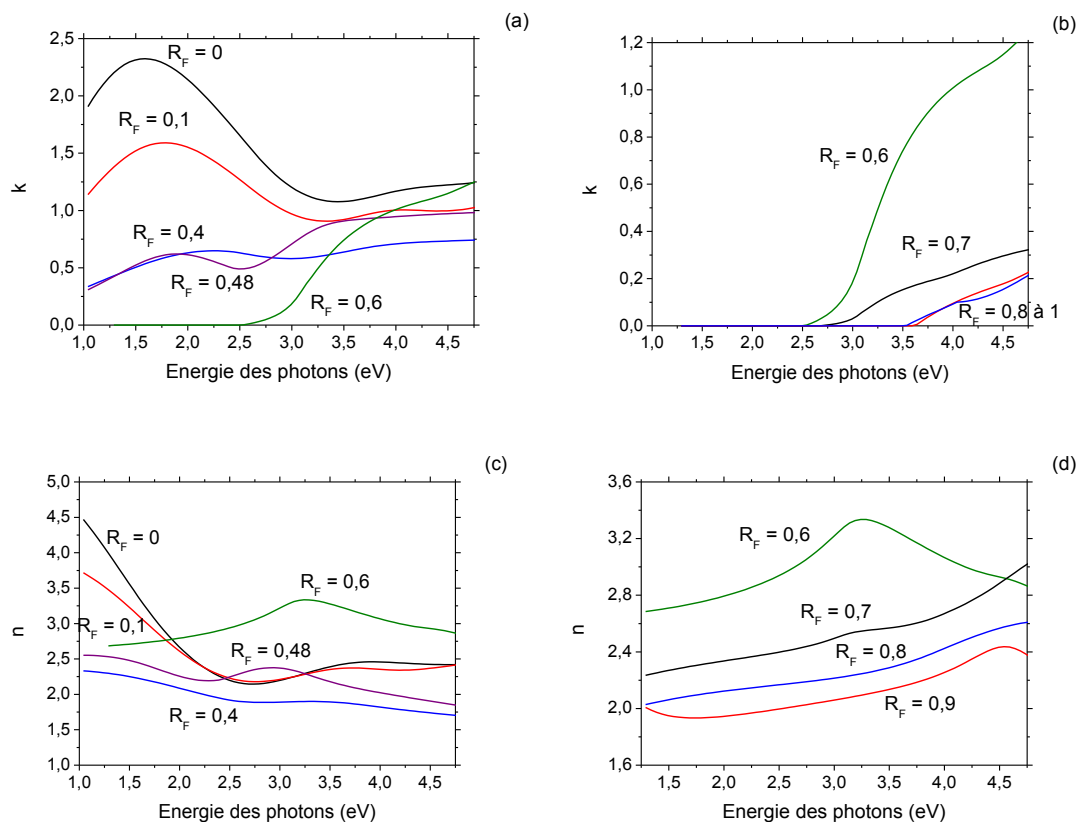 (a)
2,5
2,0
1,5
1,0
0,5
0,0
k
R_F = 0
R_F = 0,1
R_F = 0,4
R_F = 0,48
R_F = 0,6
1,0 1,5 2,0 2,5 3,0 3,5 4,0 4,5
Energie des photons (eV)
(b)
1,2
1,0
0,8
0,6
0,4
0,2
0,0
k
R_F = 0,6
R_F = 0,7
R_F = 0,8 à 1
1,0 1,5 2,0 2,5 3,0 3,5 4,0 4,5
Energie des photons (eV)
(c)
5,0
4,5
4,0
3,5
3,0
2,5
2,0
1,5
1,0
n
R_F = 0
R_F = 0,6
R_F = 0,1
R_F = 0,48
R_F = 0,4
1,0 1,5 2,0 2,5 3,0 3,5 4,0 4,5
Energie des photons (eV)
(d)
3,6
3,2
2,8
2,4
2,0
1,6
n
R_F = 0,6
R_F = 0,7
R_F = 0,8
R_F = 0,9
1,5 2,0 2,5 3,0 3,5 4,0 4,5
Energie des photons (eV)